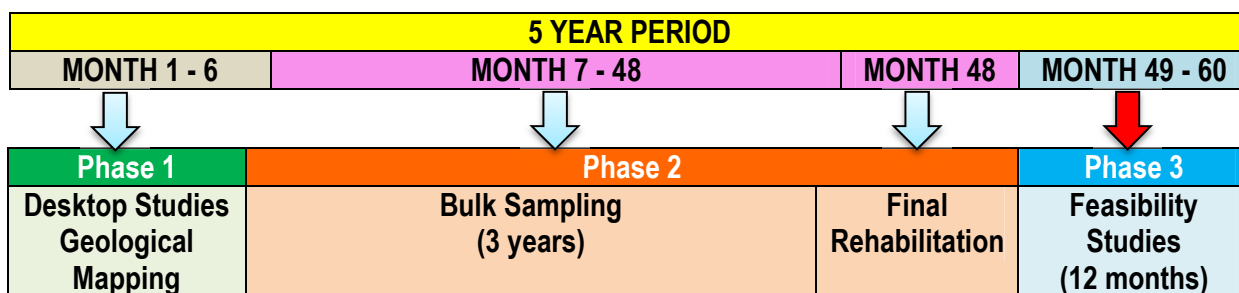 5 YEAR PERIOD
MONTH 1 - 6
MONTH 7 - 48
MONTH 48
MONTH 49 - 60
Phase 1
Phase 2
Phase 3
Desktop Studies
Geological
Mapping
Bulk Sampling
(3 years)
Final
Rehabilitation
Feasibility
Studies
(12 months)